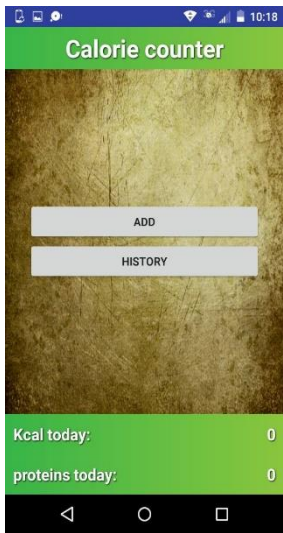 10:18
Calorie counter
ADD
HISTORY
Kcal today: 0
proteins today: 0